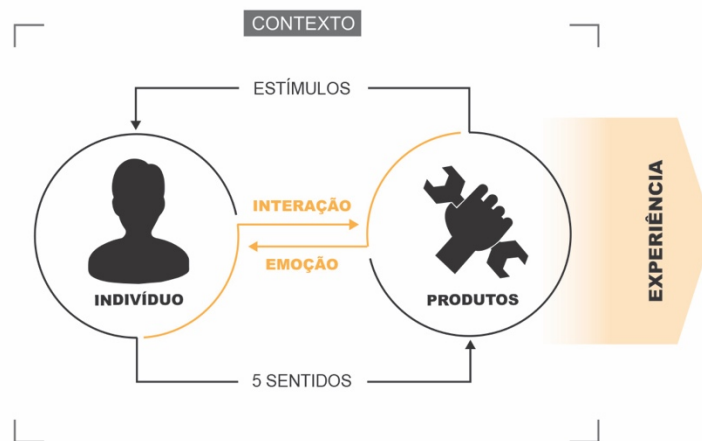 CONTEXTO
ESTÍMULOS
INTERAÇÃO
EMOÇÃO
INDIVÍDUO
PRODUTOS
5 SENTIDOS
EXPERIÊNCIA